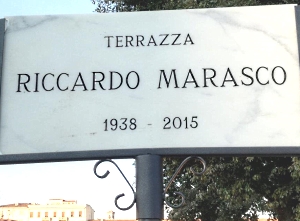 TERRAZZA
RICCARDO MARASCO
1938 - 2015